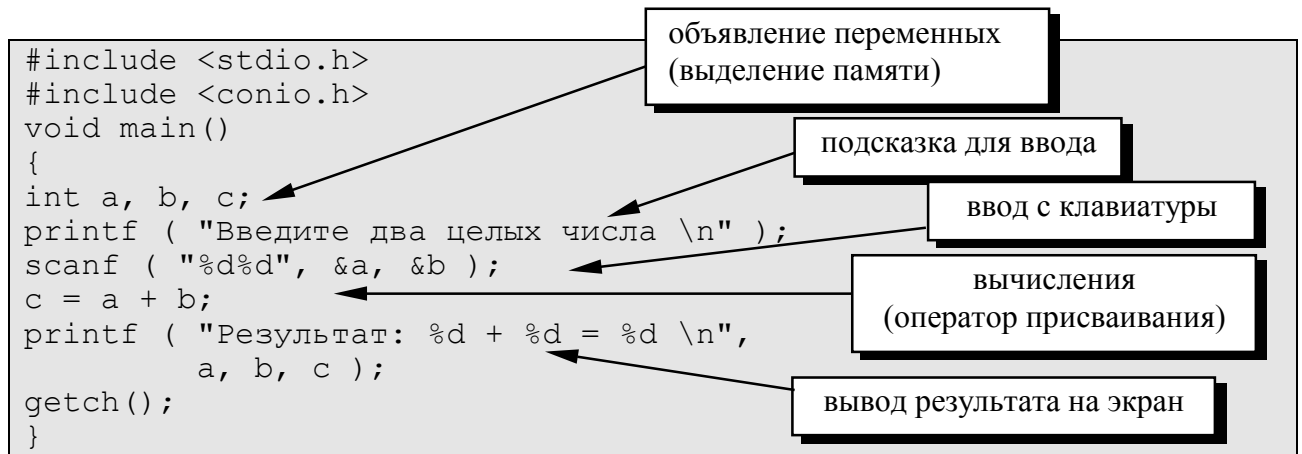 объявление переменных
(выделение памяти)
#include <stdio.h>
#include <conio.h>
void main()
{
подсказка для ввода
int a, b, c;
ввод с клавиатуры
printf ( "Введите два целых числа \n" );
scanf ( "%d%d", &a, &b );
вычисления
(оператор присваивания)
c = a + b;
printf ( "Результат: %d + %d = %d \n",
a, b, c );
вывод результата на экран
getch();
}